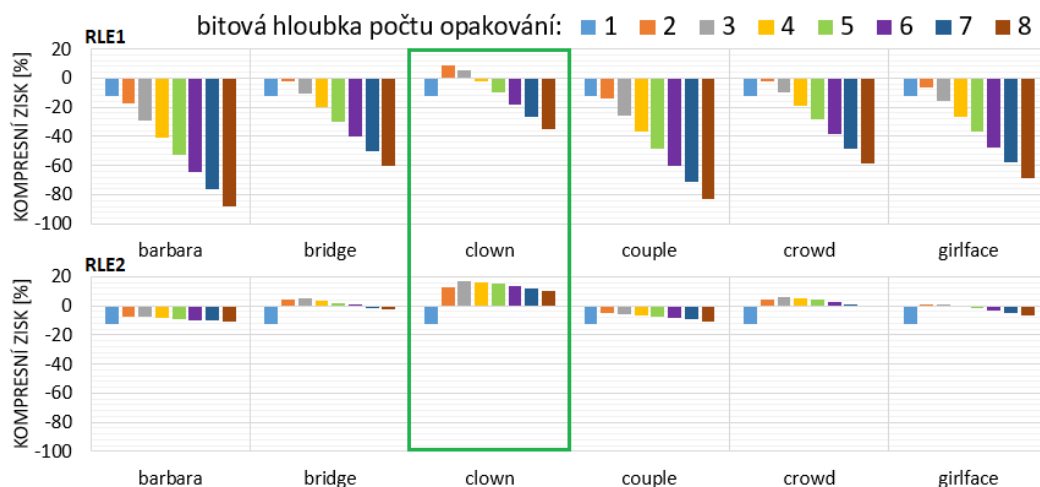 bitová hloubka počtu opakování: 1 2 3 4 5 6 7 8
RLE1
KOMPRESNÍ ZISK [%]
20
0
-20
-40
-60
-80
-100
barbara bridge clown couple crowd girlface
RLE2
KOMPRESNÍ ZISK [%]
20
0
-20
-40
-60
-80
-100
barbara bridge clown couple crowd girlface